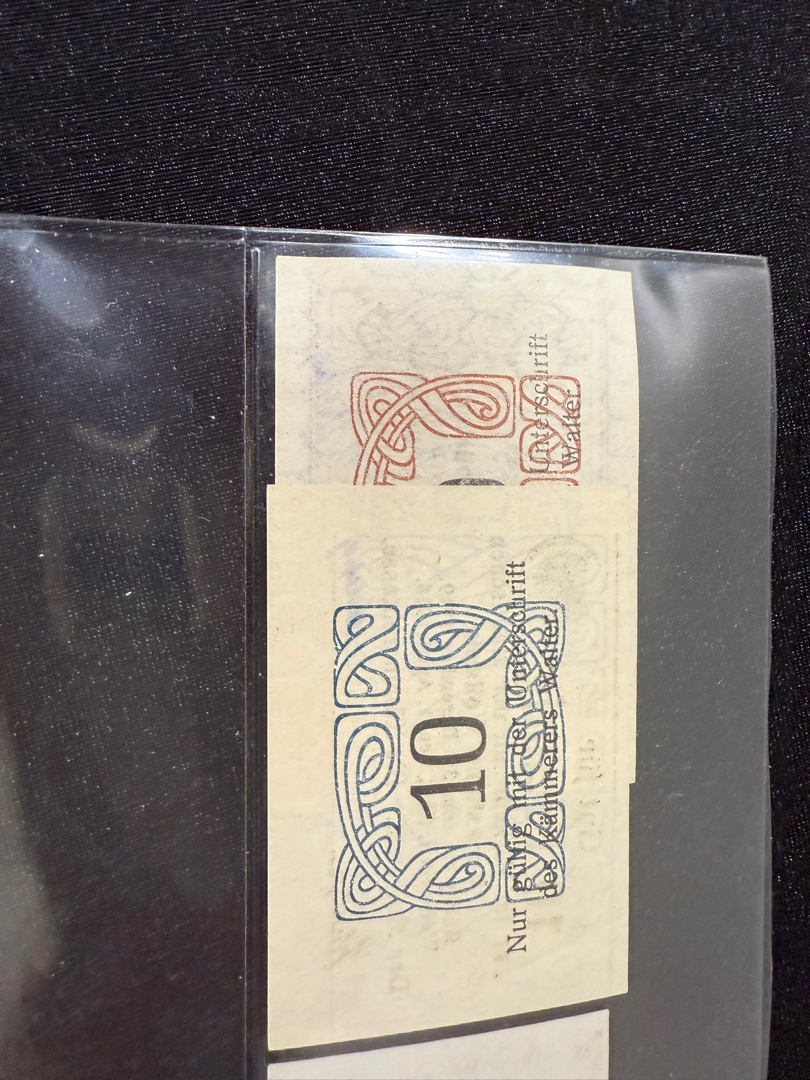 Unterschrift
Walter
10
Nur gültig mit der Unterschrift
des Kämmerers Walter